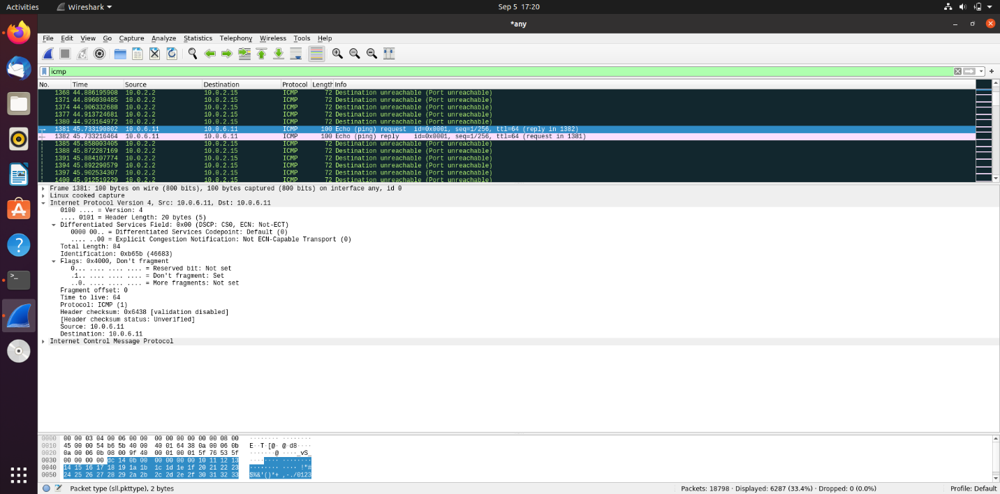 Activities Wireshark Sep 5 17:20
*any
File Edit View Go Capture Analyze Statistics Telephony Wireless Tools Help
icmp
No. Time Source Destination Protocol Length Info
1368 44.886195908 10.0.2.2 10.0.2.15 ICMP 72 Destination unreachable (Port unreachable)
1371 44.896030485 10.0.2.2 10.0.2.15 ICMP 72 Destination unreachable (Port unreachable)
1374 44.906332688 10.0.2.2 10.0.2.15 ICMP 72 Destination unreachable (Port unreachable)
1377 44.913724681 10.0.2.2 10.0.2.15 ICMP 72 Destination unreachable (Port unreachable)
1380 44.923164972 10.0.2.2 10.0.2.15 ICMP 72 Destination unreachable (Port unreachable)
1381 45.733190802 10.0.6.11 10.0.6.11 ICMP 100 Echo (ping) request id=0x0001, seq=1/256, ttl=64 (reply in 1382)
1382 45.733216464 10.0.6.11 10.0.6.11 ICMP 100 Echo (ping) reply id=0x0001, seq=1/256, ttl=64 (request in 1381)
1385 45.858003405 10.0.2.2 10.0.2.15 ICMP 72 Destination unreachable (Port unreachable)
1388 45.872287169 10.0.2.2 10.0.2.15 ICMP 72 Destination unreachable (Port unreachable)
1391 45.884107774 10.0.2.2 10.0.2.15 ICMP 72 Destination unreachable (Port unreachable)
1394 45.892290579 10.0.2.2 10.0.2.15 ICMP 72 Destination unreachable (Port unreachable)
1397 45.902534307 10.0.2.2 10.0.2.15 ICMP 72 Destination unreachable (Port unreachable)
1400 45.912519229 10.0.2.2 10.0.2.15 ICMP 72 Destination unreachable (Port unreachable)
Frame 1381: 100 bytes on wire (800 bits), 100 bytes captured (800 bits) on interface any, id 0
Linux cooked capture
Internet Protocol Version 4, Src: 10.0.6.11, Dst: 10.0.6.11
0100 .... = Version: 4
.... 0101 = Header Length: 20 bytes (5)
Differentiated Services Field: 0x00 (DSCP: CS0, ECN: Not-ECT)
0000 00.. = Differentiated Services Codepoint: Default (0)
.... ..00 = Explicit Congestion Notification: Not ECN-Capable Transport (0)
Total Length: 84
Identification: 0xb65b (46683)
Flags: 0x4000, Don't fragment
0... .... .... .... = Reserved bit: Not set
.1.. .... .... .... = Don't fragment: Set
..0. .... .... .... = More fragments: Not set
Fragment offset: 0
Time to live: 64
Protocol: ICMP (1)
Header checksum: 0x6438 [validation disabled]
[Header checksum status: Unverified]
Source: 10.0.6.11
Destination: 10.0.6.11
Internet Control Message Protocol
0000 00 00 03 04 00 06 00 00 00 00 00 00 00 00 08 00 ········ ········
0010 45 00 00 54 b6 5b 40 00 40 01 64 38 0a 00 06 0b E··T·[@· @·d8····
0020 0a 00 06 0b 08 00 9f 40 00 01 00 01 5f 76 53 5f ·······@ ····_vS_
0030 00 00 00 00 dc 14 0b 00 00 00 00 00 10 11 12 13 ········ ········
0040 14 15 16 17 18 19 1a 1b 1c 1d 1e 1f 20 21 22 23 ········ ···· !"#
0050 24 25 26 27 28 29 2a 2b 2c 2d 2e 2f 30 31 32 33 $%&'()*+ ,-./0123
Packet type (sll.pkttype), 2 bytes Packets: 18798 · Displayed: 6287 (33.4%) · Dropped: 0 (0.0%) Profile: Default